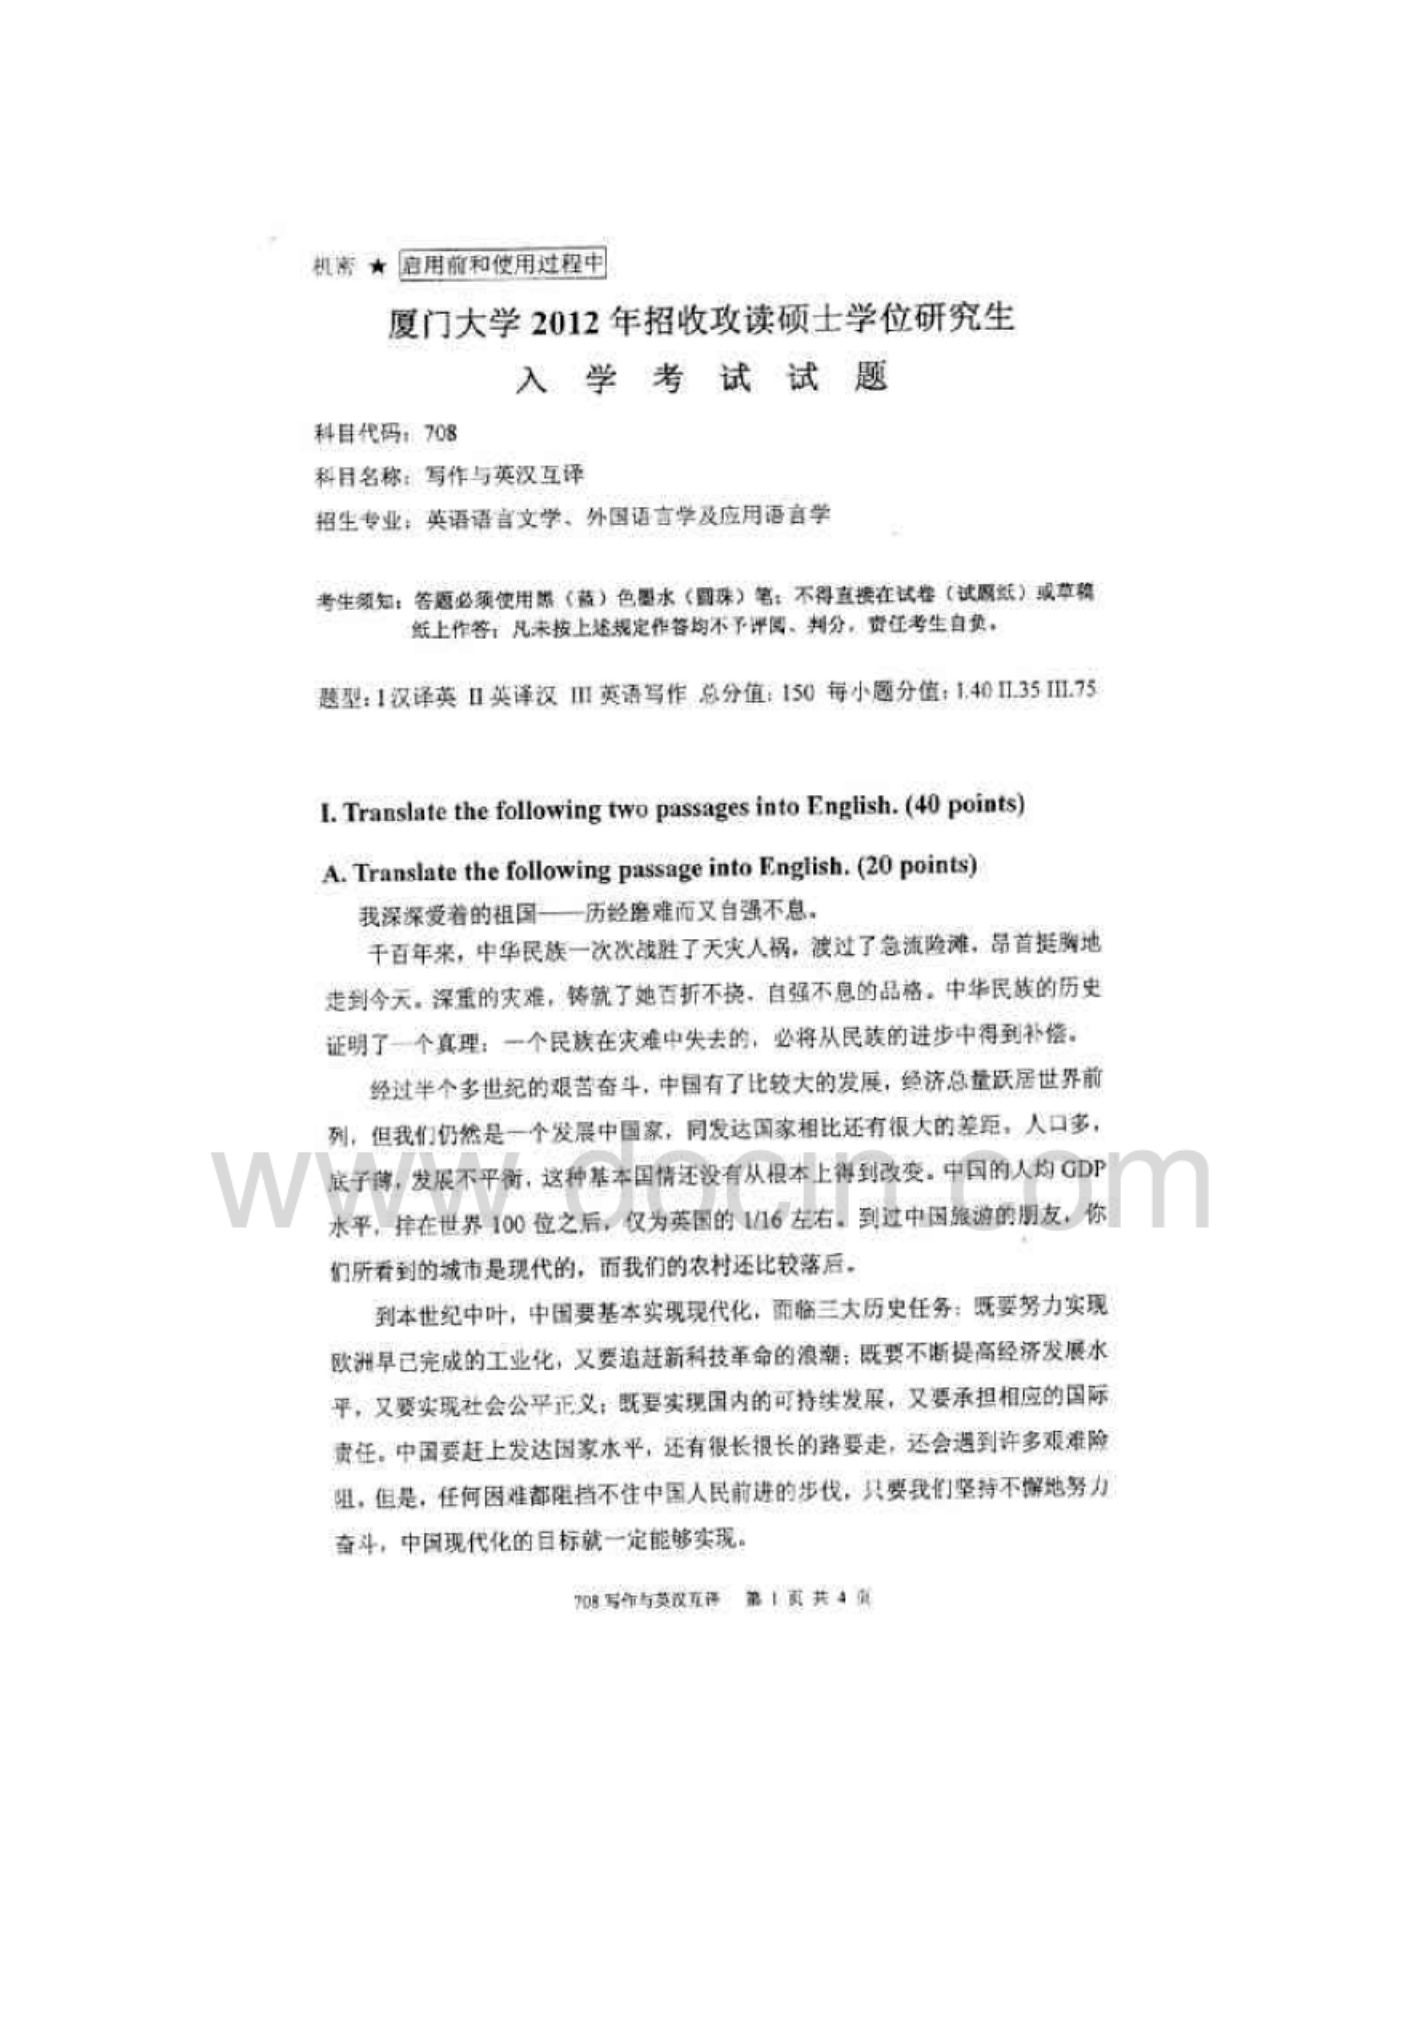 机密 ★ 启用前和使用过程中
厦门大学 2012 年招收攻读硕士学位研究生
入 学 考 试 试 题
科目代码：708
科目名称：写作与英汉互译
招生专业：英语语言文学、外国语言学及应用语言学
考生须知：答题必须使用黑（蓝）色墨水（圆珠）笔；不得直接在试卷（试题纸）或草稿
纸上作答；凡未按上述规定作答均不予评阅、判分，责任考生自负。
题型：I 汉译英 II 英译汉 III 英语写作 总分值：150 每小题分值：I.40 II.35 III.75
I. Translate the following two passages into English. (40 points)
A. Translate the following passage into English. (20 points)
我深深爱着的祖国——历经磨难而又自强不息。
千百年来，中华民族一次次战胜了天灾人祸，渡过了急流险滩，昂首挺胸地
走到今天。深重的灾难，铸就了她百折不挠、自强不息的品格。中华民族的历史
证明了一个真理：一个民族在灾难中失去的，必将从民族的进步中得到补偿。
经过半个多世纪的艰苦奋斗，中国有了比较大的发展，经济总量跃居世界前
列，但我们仍然是一个发展中国家，同发达国家相比还有很大的差距。人口多，
底子薄，发展不平衡，这种基本国情还没有从根本上得到改变。中国的人均 GDP
水平，排在世界 100 位之后，仅为英国的 1/16 左右。到过中国旅游的朋友，你
们所看到的城市是现代的，而我们的农村还比较落后。
到本世纪中叶，中国要基本实现现代化，面临三大历史任务：既要努力实现
欧洲早已完成的工业化，又要追赶新科技革命的浪潮；既要不断提高经济发展水
平，又要实现社会公平正义；既要实现国内的可持续发展，又要承担相应的国际
责任。中国要赶上发达国家水平，还有很长很长的路要走，还会遇到许多艰难险
阻。但是，任何困难都阻挡不住中国人民前进的步伐，只要我们坚持不懈地努力
奋斗，中国现代化的目标就一定能够实现。
708 写作与英汉互译 第 1 页 共 4 页
www.docin.com